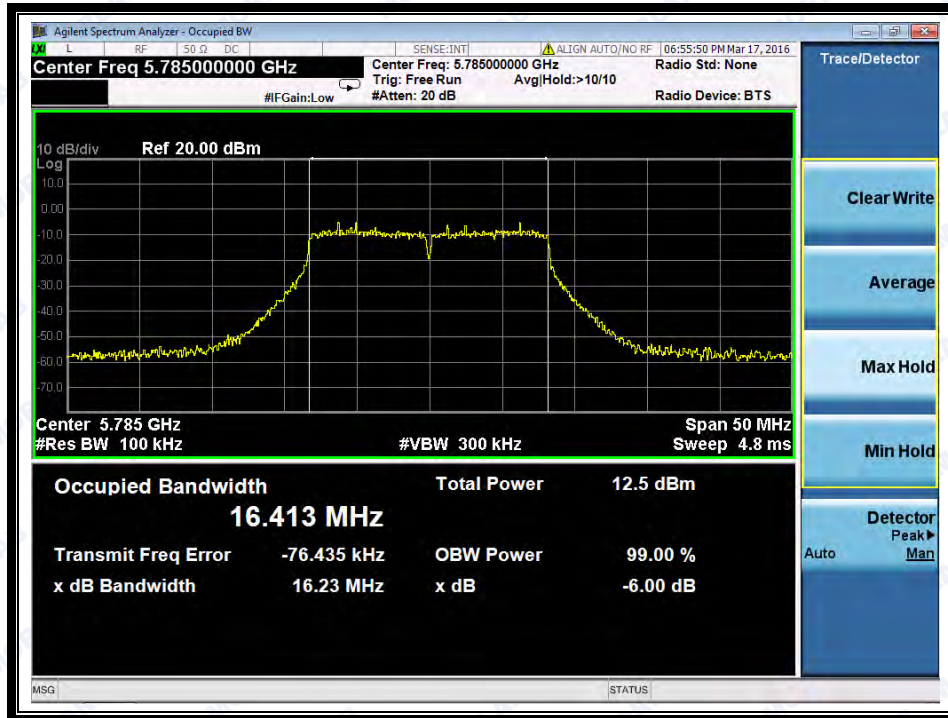 Agilent Spectrum Analyzer - Occupied BW
LXI L RF 50 Ω DC SENSE:INT ALIGN AUTO/NO RF 06:55:50 PM Mar 17, 2016
Center Freq 5.785000000 GHz
Center Freq: 5.785000000 GHz
Radio Std: None
Trig: Free Run Avg|Hold:>10/10
#IFGain:Low
#Atten: 20 dB
Radio Device: BTS
10 dB/div Ref 20.00 dBm
Log
10.0
0.00
-10.0
-20.0
-30.0
-40.0
-50.0
-60.0
-70.0
Center 5.785 GHz Span 50 MHz
#Res BW 100 kHz #VBW 300 kHz Sweep 4.8 ms
Occupied Bandwidth Total Power 12.5 dBm
16.413 MHz
Transmit Freq Error -76.435 kHz OBW Power 99.00 %
x dB Bandwidth 16.23 MHz x dB -6.00 dB
Trace/Detector
Clear Write
Average
Max Hold
Min Hold
Detector
Peak▶
Auto Man
MSG STATUS